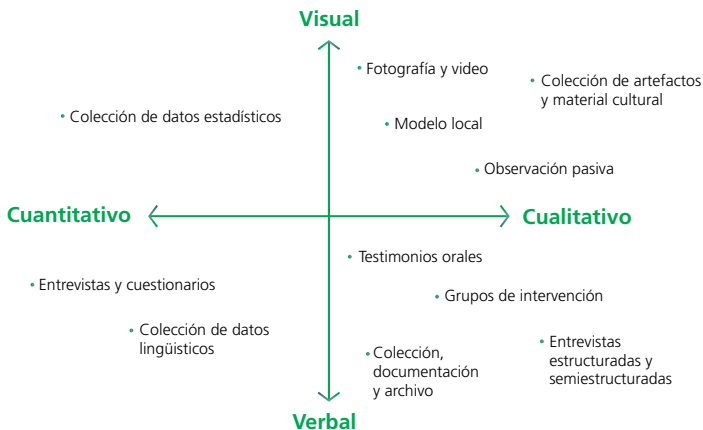 Visual
• Fotografía y video
• Colección de artefactos
y material cultural
• Colección de datos estadísticos
• Modelo local
• Observación pasiva
Cuantitativo
Cualitativo
• Testimonios orales
• Entrevistas y cuestionarios
• Grupos de intervención
• Colección de datos
lingüisticos
• Entrevistas
estructuradas y
semiestructuradas
• Colección,
documentación
y archivo
Verbal